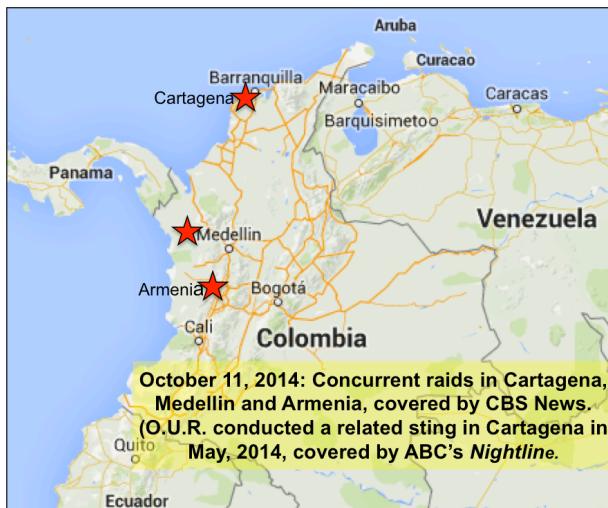 Aruba
Curacao
Barranquilla
Maracaibo
Caracas
Cartagena
Barquisimeto
Panama
Venezuela
Medellin
Armenia
Bogotá
Cali
Colombia
October 11, 2014: Concurrent raids in Cartagena,
Medellin and Armenia, covered by CBS News.
(O.U.R. conducted a related sting in Cartagena in
May, 2014, covered by ABC’s Nightline.
Quito
Ecuador